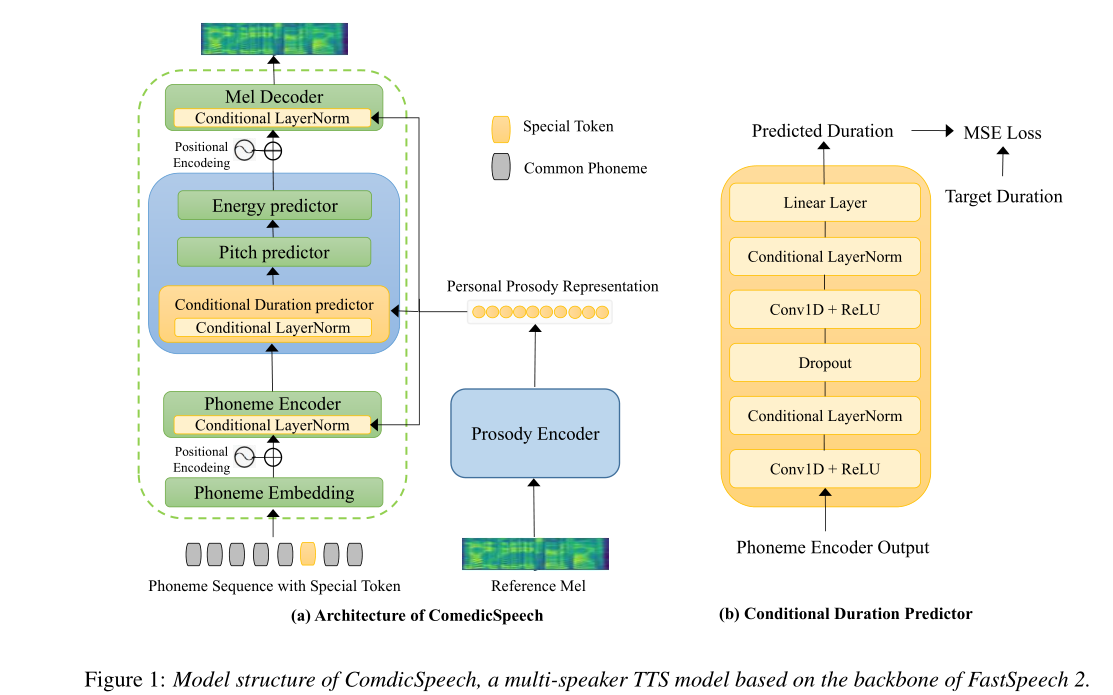 Mel Decoder
Conditional LayerNorm
Positional
Encodeing
Energy predictor
Pitch predictor
Conditional Duration predictor
Conditional LayerNorm
Phoneme Encoder
Conditional LayerNorm
Positional
Encodeing
Phoneme Embedding
Phoneme Sequence with Special Token
Special Token
Common Phoneme
Personal Prosody Representation
Prosody Encoder
Reference Mel
(a) Architecture of ComedicSpeech
Predicted Duration
MSE Loss
Target Duration
Linear Layer
Conditional LayerNorm
Conv1D + ReLU
Dropout
Conditional LayerNorm
Conv1D + ReLU
Phoneme Encoder Output
(b) Conditional Duration Predictor
Figure 1: Model structure of ComdicSpeech, a multi-speaker TTS model based on the backbone of FastSpeech 2.